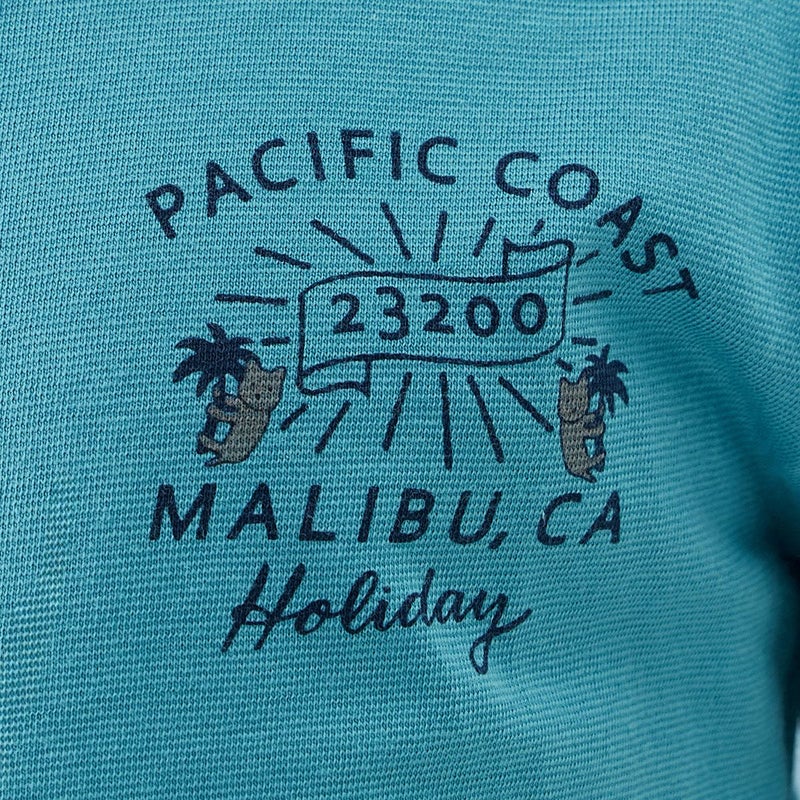 PACIFIC COAST
23200
MALIBU, CA
Holiday